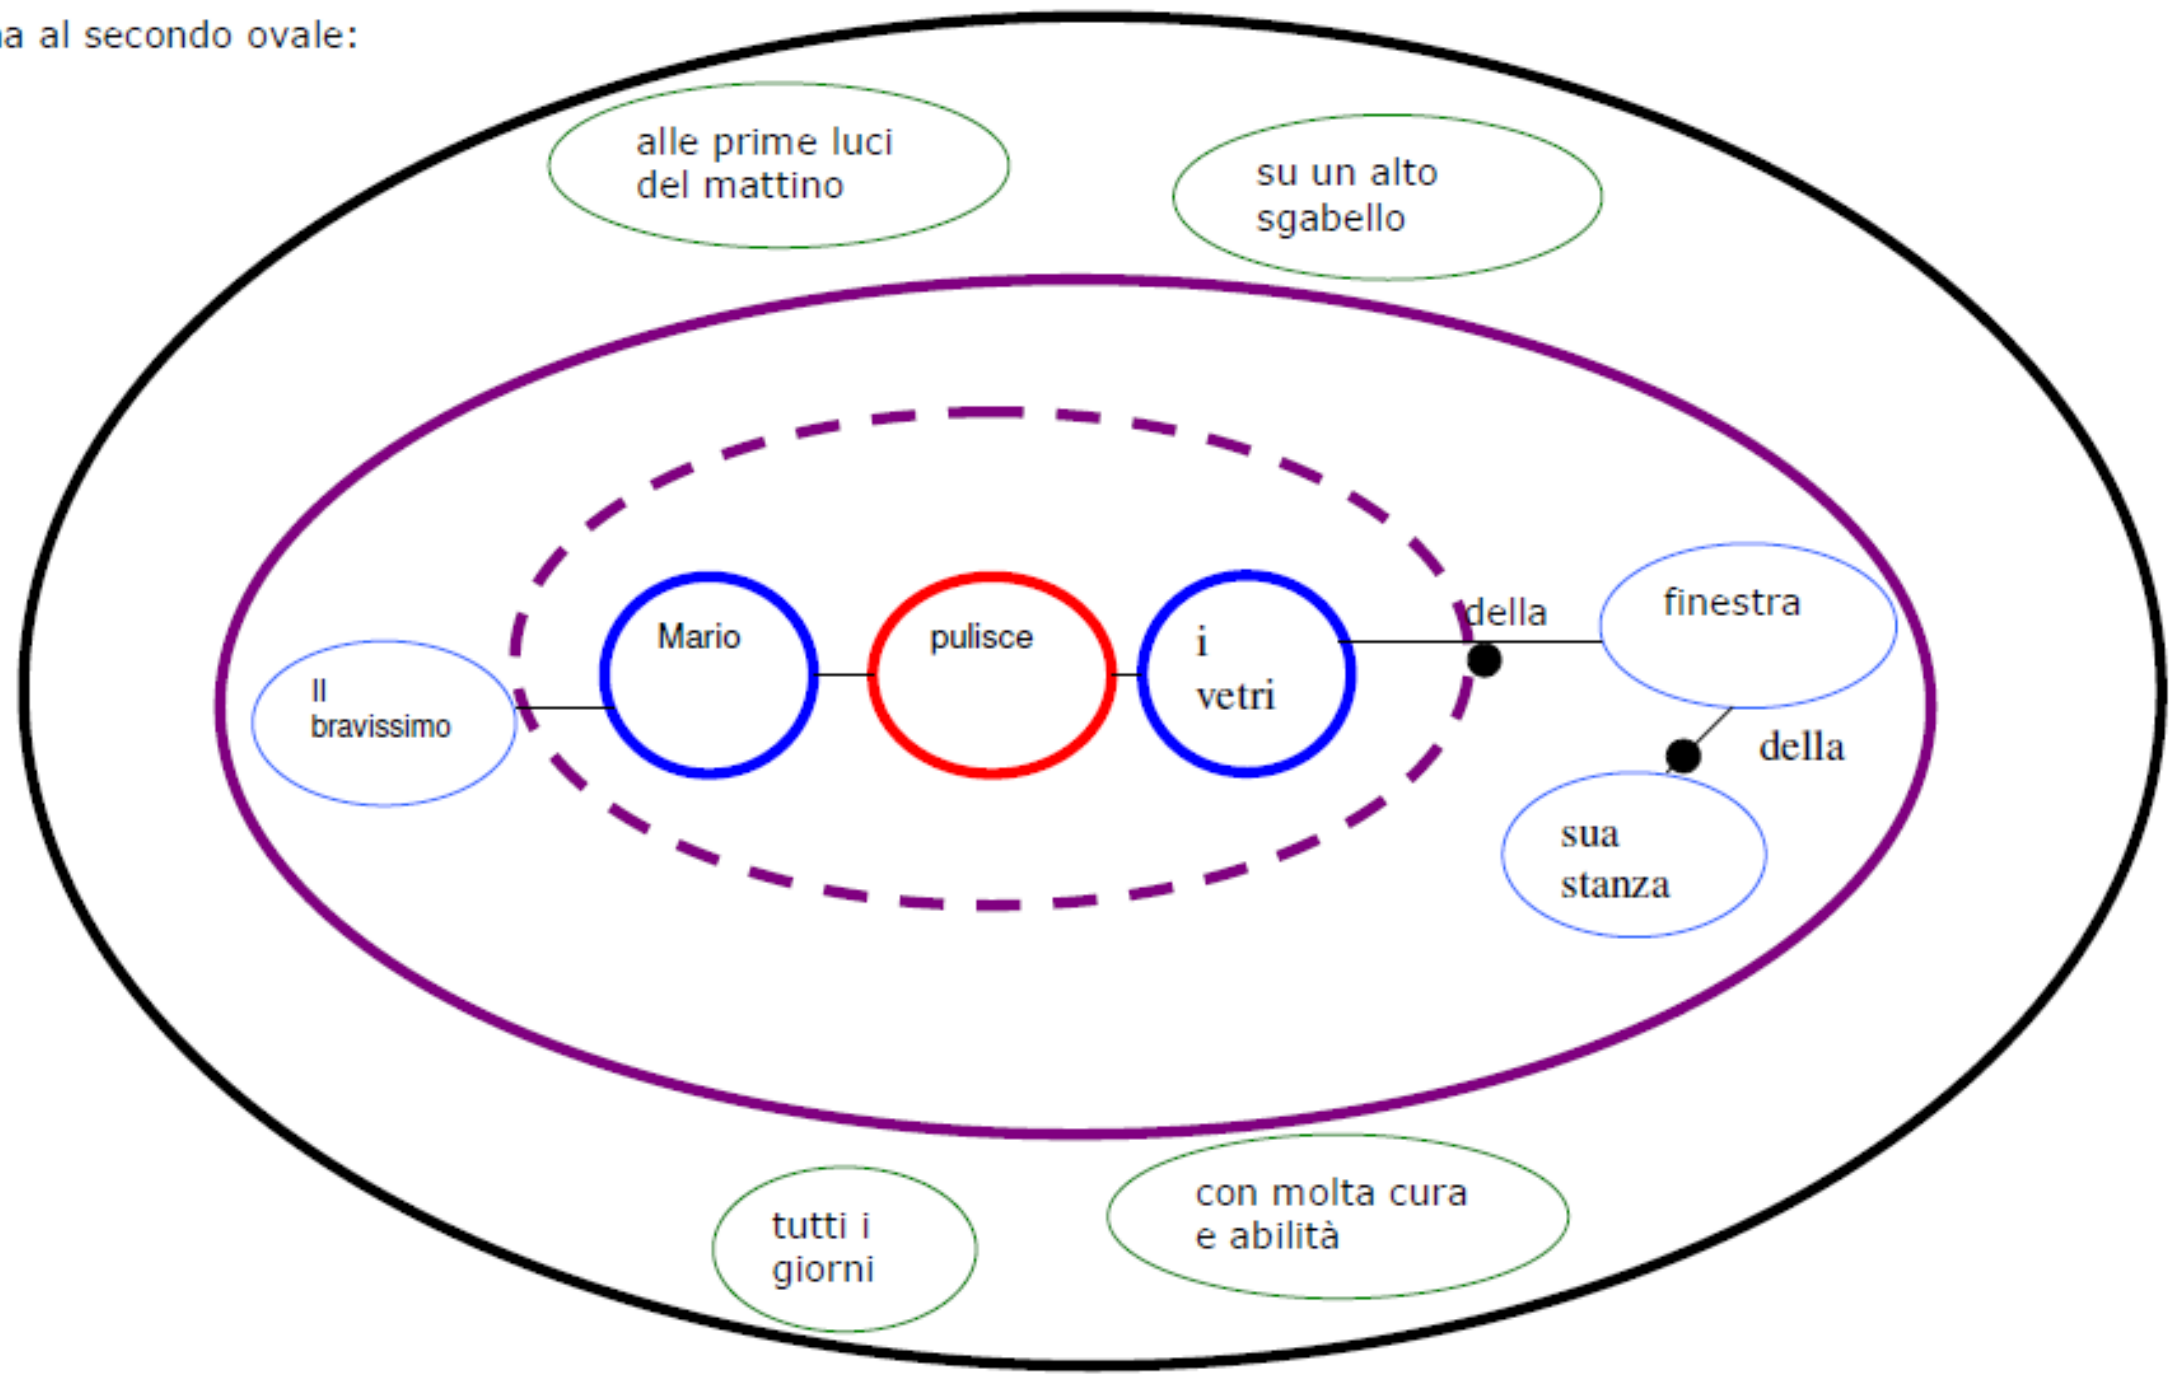 na al secondo ovale:
alle prime luci
del mattino
su un alto
sgabello
Il
bravissimo
Mario
pulisce
i
vetri
della
finestra
della
sua
stanza
tutti i
giorni
con molta cura
e abilità